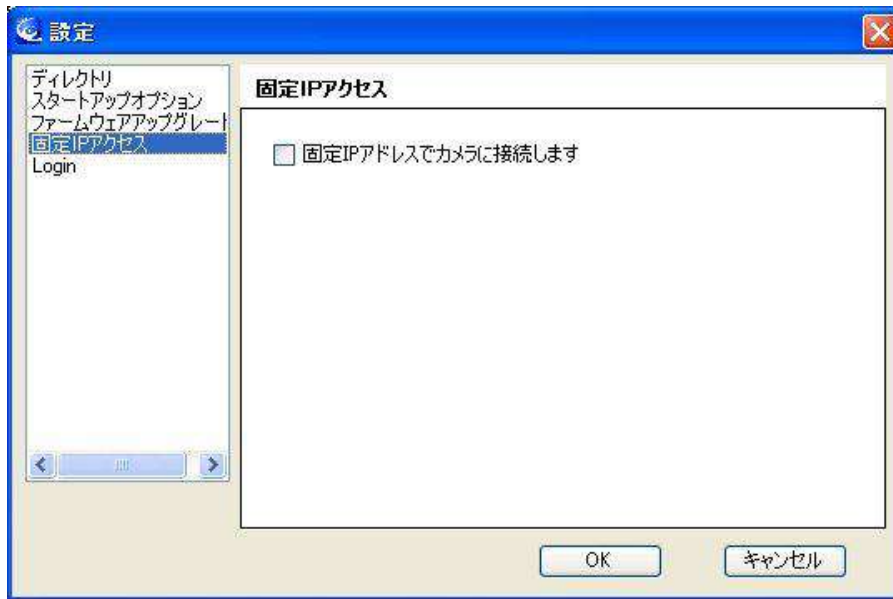 設定
ディレクトリ
スタートアップオプション
ファームウェアアップグレート
固定IPアクセス
Login
固定IPアクセス
固定IPアドレスでカメラに接続します
OK
キャンセル